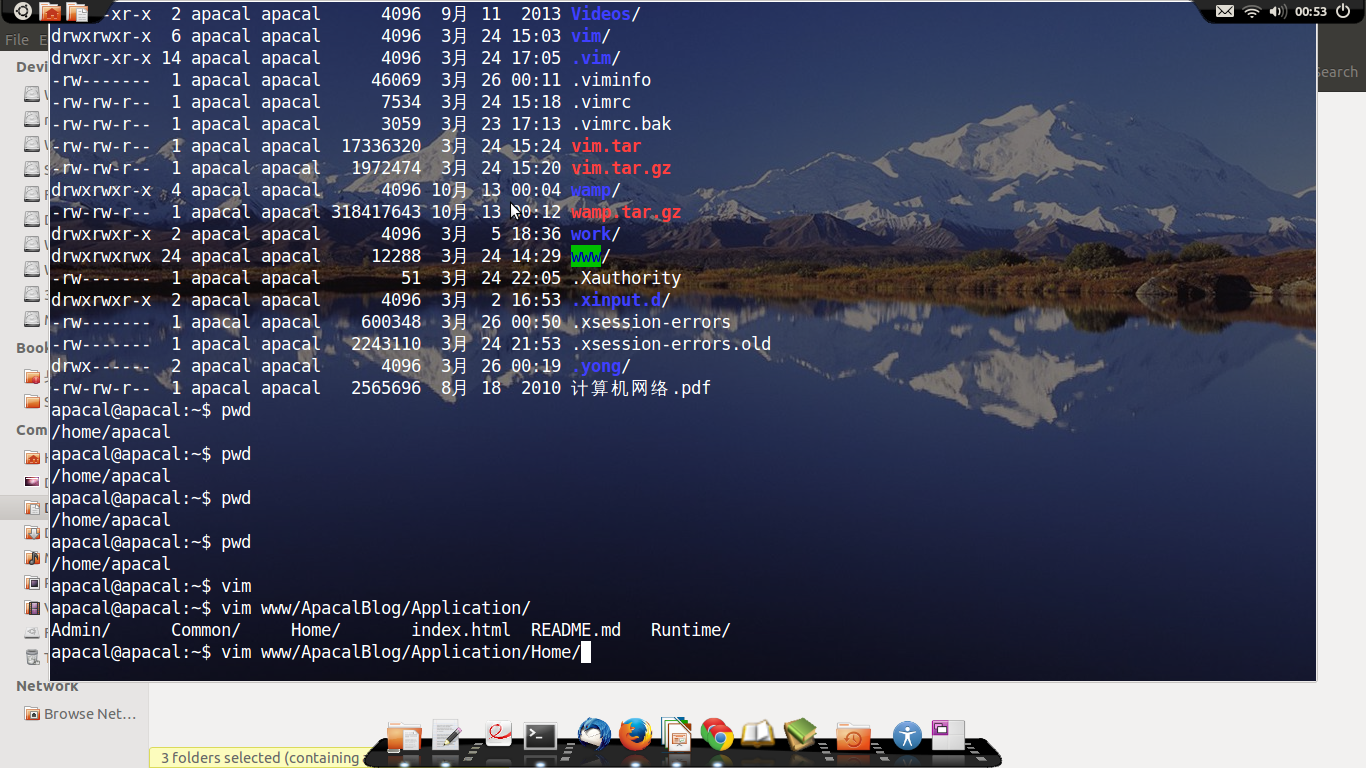 00:53
File
Search
Devi
Book
Com
Network
Browse Net...
3 folders selected (containing
-xr-x 2 apacal apacal 4096 9月 11 2013 Videos/
drwxrwxr-x 6 apacal apacal 4096 3月 24 15:03 vim/
drwxr-xr-x 14 apacal apacal 4096 3月 24 17:05 .vim/
-rw------- 1 apacal apacal 46069 3月 26 00:11 .viminfo
-rw-rw-r-- 1 apacal apacal 7534 3月 24 15:18 .vimrc
-rw-rw-r-- 1 apacal apacal 3059 3月 23 17:13 .vimrc.bak
-rw-rw-r-- 1 apacal apacal 17336320 3月 24 15:24 vim.tar
-rw-rw-r-- 1 apacal apacal 1972474 3月 24 15:20 vim.tar.gz
drwxrwxr-x 4 apacal apacal 4096 10月 13 00:04 wamp/
-rw-rw-r-- 1 apacal apacal 318417643 10月 13 00:12 wamp.tar.gz
drwxrwxr-x 2 apacal apacal 4096 3月 5 18:36 work/
drwxrwxrwx 24 apacal apacal 12288 3月 24 14:29 www/
-rw------- 1 apacal apacal 51 3月 24 22:05 .Xauthority
drwxrwxr-x 2 apacal apacal 4096 3月 2 16:53 .xinput.d/
-rw------- 1 apacal apacal 600348 3月 26 00:50 .xsession-errors
-rw------- 1 apacal apacal 2243110 3月 24 21:53 .xsession-errors.old
drwx------ 2 apacal apacal 4096 3月 26 00:19 .yong/
-rw-rw-r-- 1 apacal apacal 2565696 8月 18 2010 计算机网络.pdf
apacal@apacal:~$ pwd
/home/apacal
apacal@apacal:~$ pwd
/home/apacal
apacal@apacal:~$ pwd
/home/apacal
apacal@apacal:~$ pwd
/home/apacal
apacal@apacal:~$ vim
apacal@apacal:~$ vim www/ApacalBlog/Application/
Admin/ Common/ Home/ index.html README.md Runtime/
apacal@apacal:~$ vim www/ApacalBlog/Application/Home/